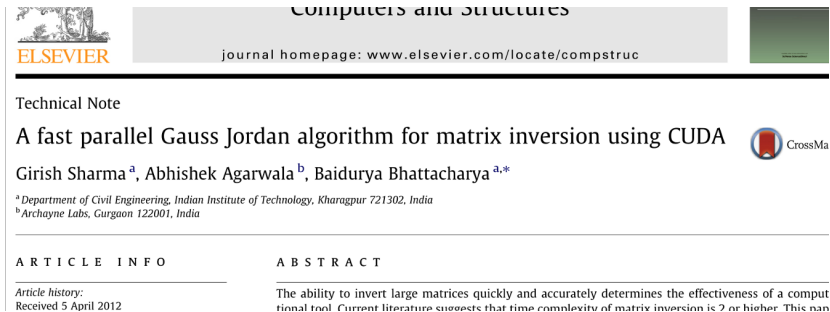 Computers and Structures
ELSEVIER
journal homepage: www.elsevier.com/locate/compstruc
Technical Note
A fast parallel Gauss Jordan algorithm for matrix inversion using CUDA
CrossMa
Girish Sharma a, Abhishek Agarwala b, Baidurya Bhattacharya a,*
a Department of Civil Engineering, Indian Institute of Technology, Kharagpur 721302, India
b Archayne Labs, Gurgaon 122001, India
ARTICLE INFO
ABSTRACT
Article history:
Received 5 April 2012
The ability to invert large matrices quickly and accurately determines the effectiveness of a comput
tional tool. Current literature suggests that time complexity of matrix inversion is 2 or higher. This pap